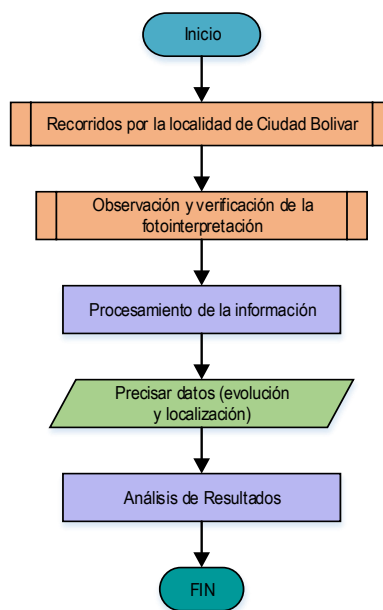 Inicio
Recorridos por la localidad de Ciudad Bolivar
Observación y verificación de la
fotointerpretación
Procesamiento de la información
Precisar datos (evolución
y localización)
Análisis de Resultados
FIN